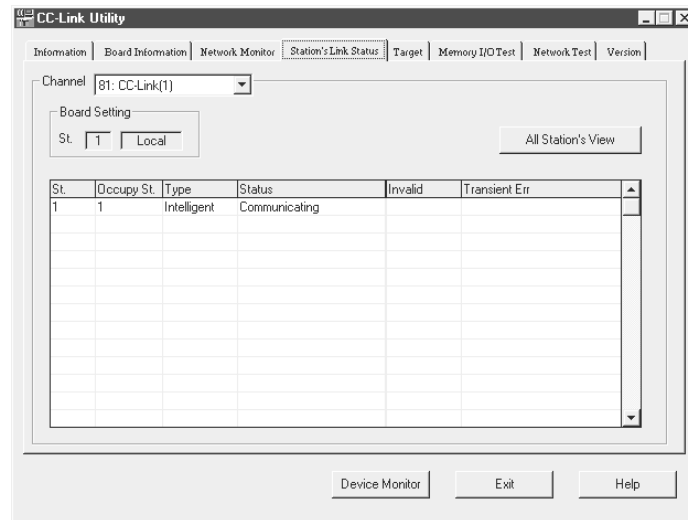 CC-Link Utility
Information Board Information Network Monitor Station's Link Status Target Memory I/O Test Network Test Version
Channel 81: CC-Link(1)
Board Setting
St. 1 Local
All Station's View
St. Occupy St. Type Status Invalid Transient Err
1 1 Intelligent Communicating
Device Monitor Exit Help